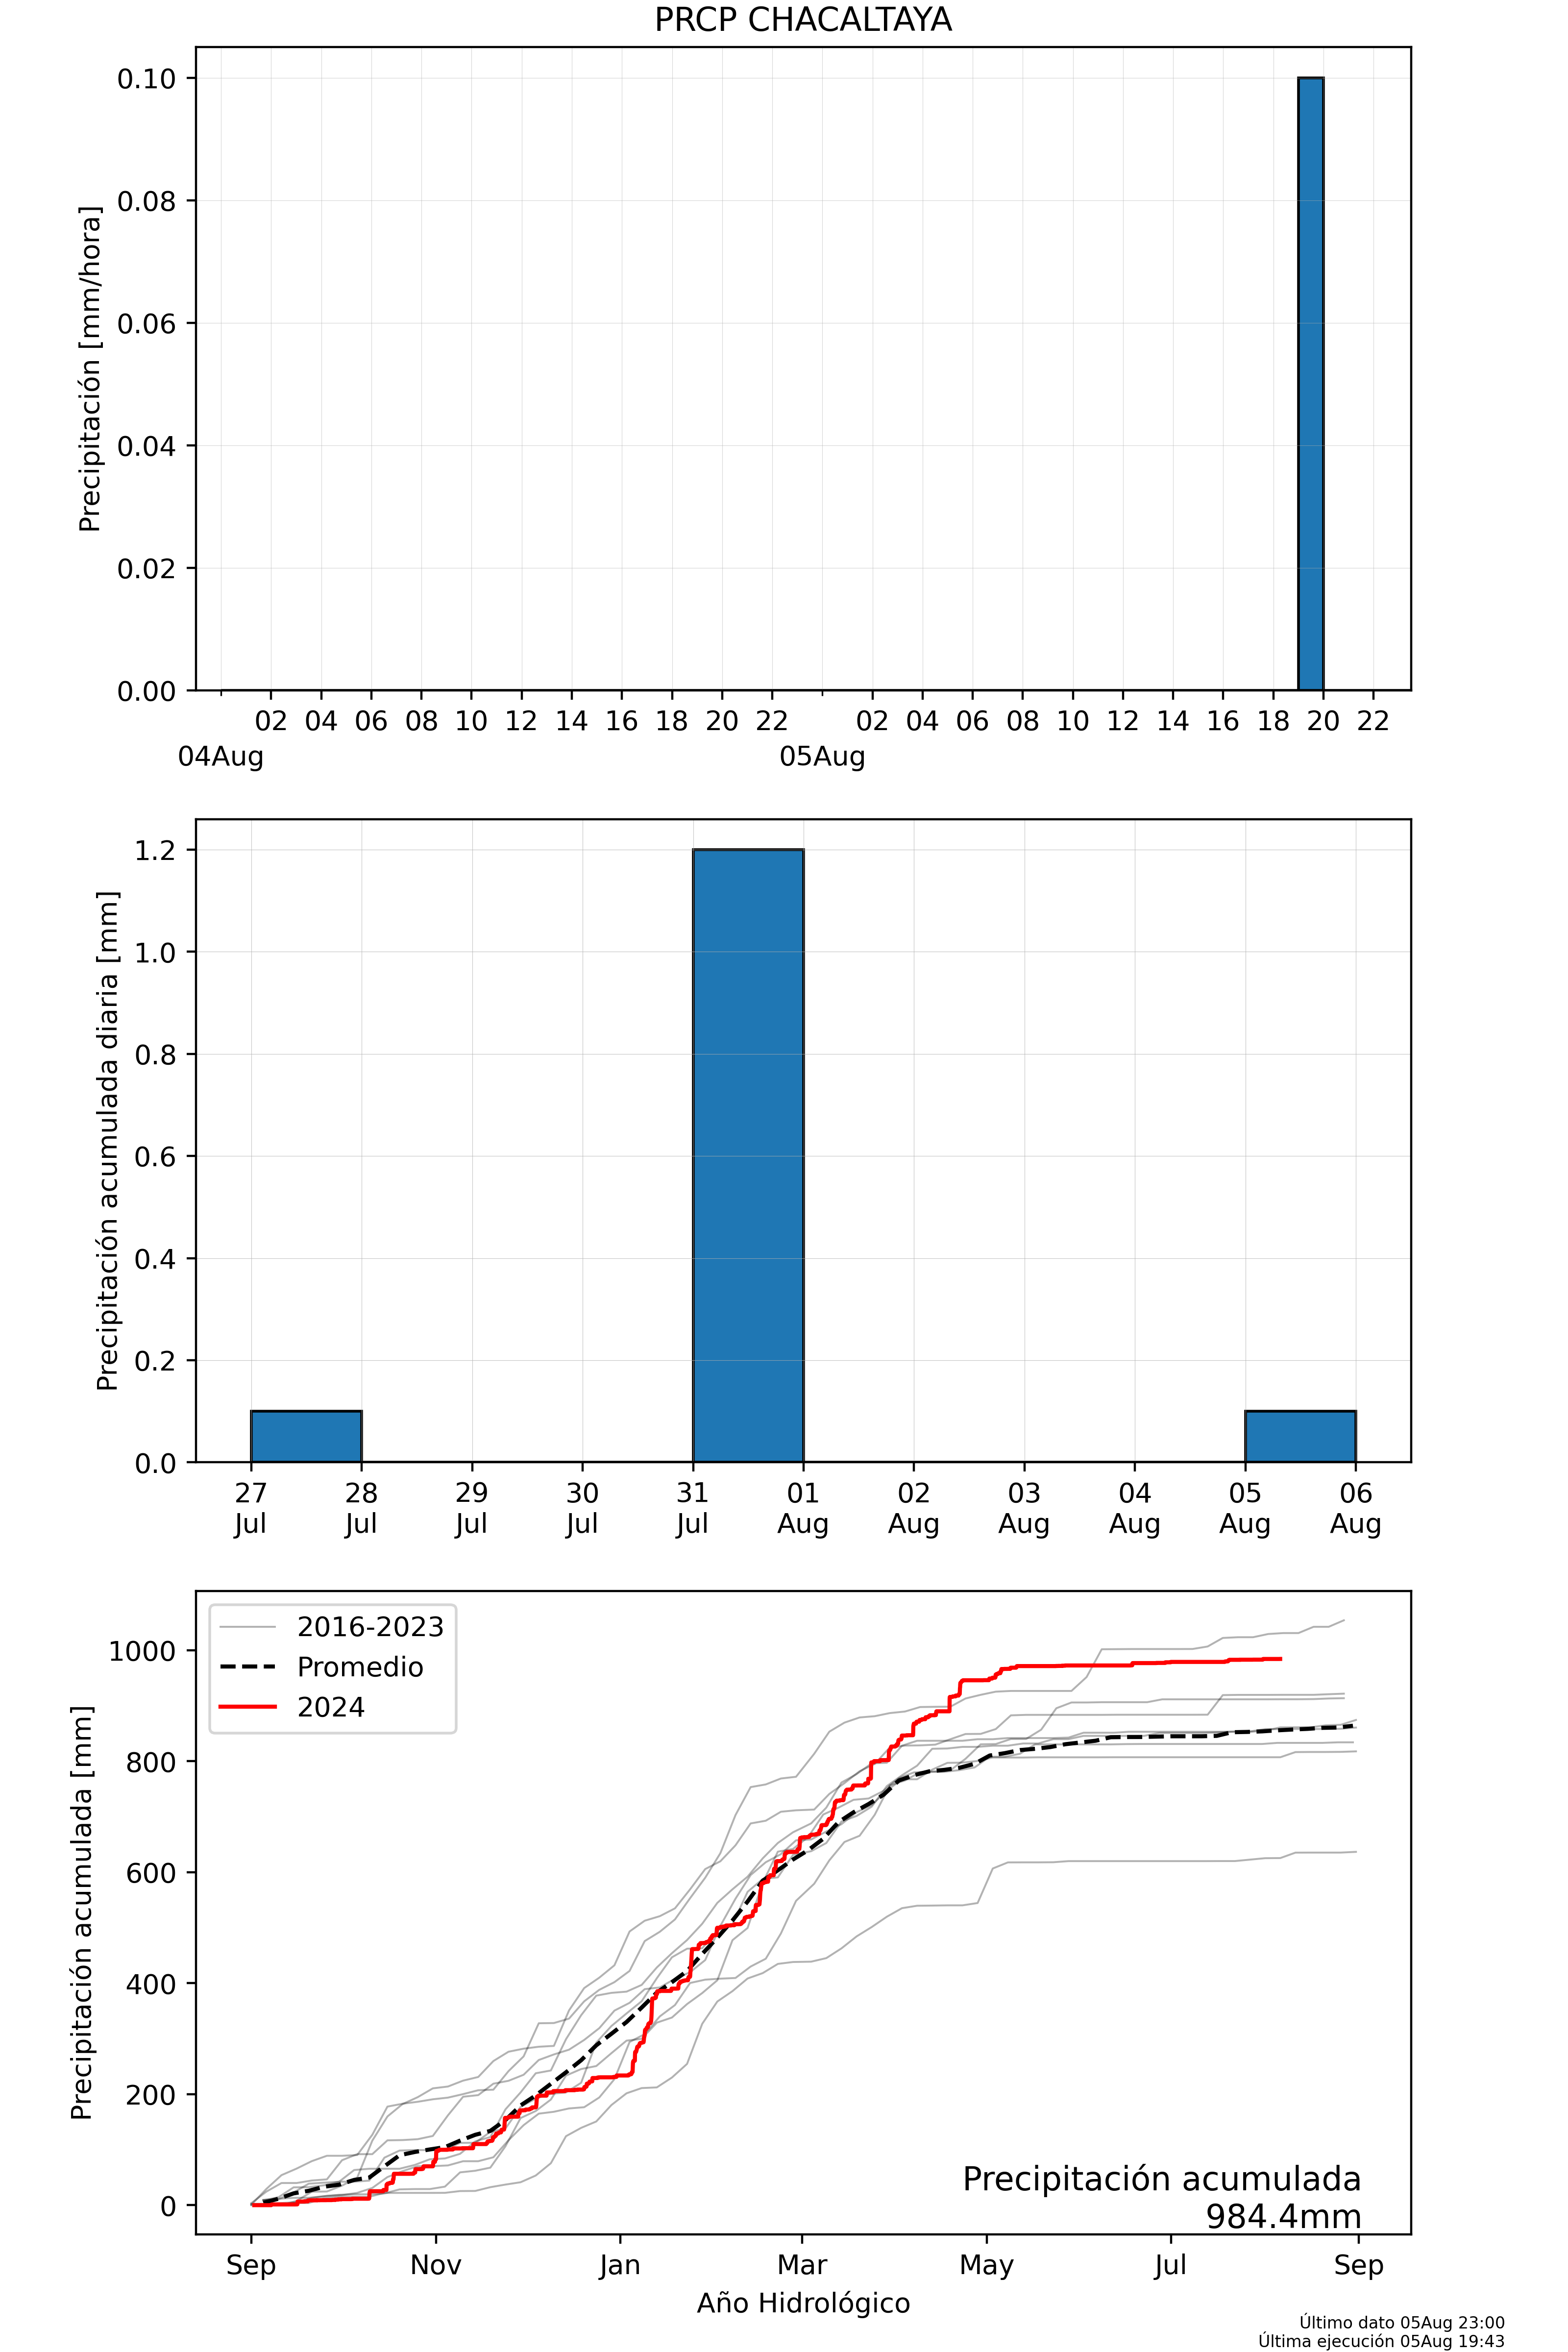 PRCP CHACALTAYA
Precipitación [mm/hora]
0.10
0.08
0.06
0.04
0.02
0.00
02 04 06 08 10 12 14 16 18 20 22 02 04 06 08 10 12 14 16 18 20 22
04Aug 05Aug
Precipitación acumulada diaria [mm]
1.2
1.0
0.8
0.6
0.4
0.2
0.0
27 28 29 30 31 01 02 03 04 05 06
Jul Jul Jul Jul Jul Aug Aug Aug Aug Aug Aug
Precipitación acumulada [mm]
1000
800
600
400
200
0
2016-2023
Promedio
2024
Precipitación acumulada
984.4mm
Sep Nov Jan Mar May Jul Sep
Año Hidrológico
Último dato 05Aug 23:00
Última ejecución 05Aug 19:43